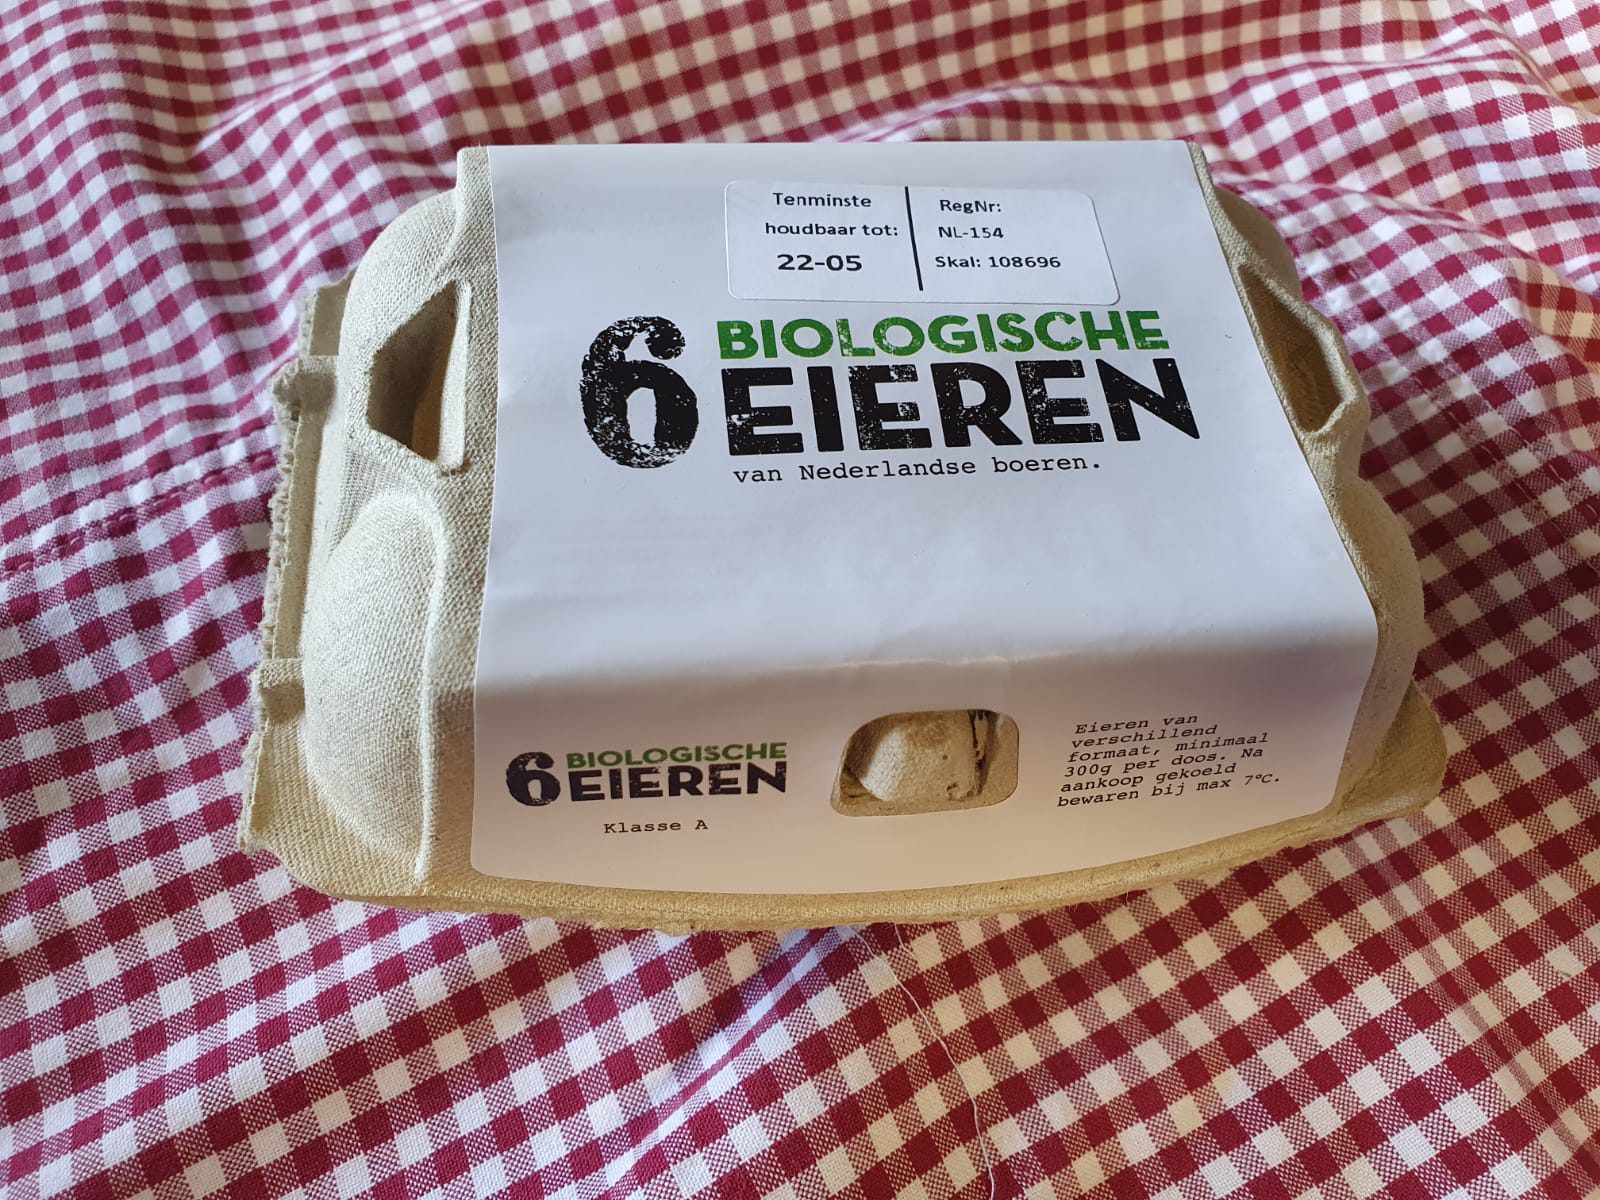 Tenminste
houdbaar tot:
22-05
RegNr:
NL-154
Skal: 108696
6 BIOLOGISCHE
EIEREN
van Nederlandse boeren.
6 BIOLOGISCHE
EIEREN
Klasse A
Eieren van
verschillend
formaat, minimaal
300g per doos. Na
aankoop gekoeld
bewaren bij max 7°C.